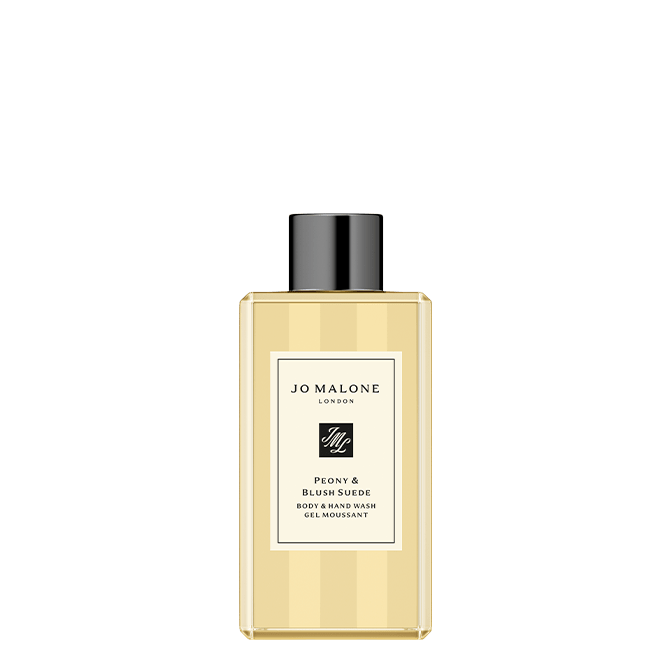 JO MALONE
LONDON
JML
PEONY &
BLUSH SUEDE
BODY & HAND WASH
GEL MOUSSANT